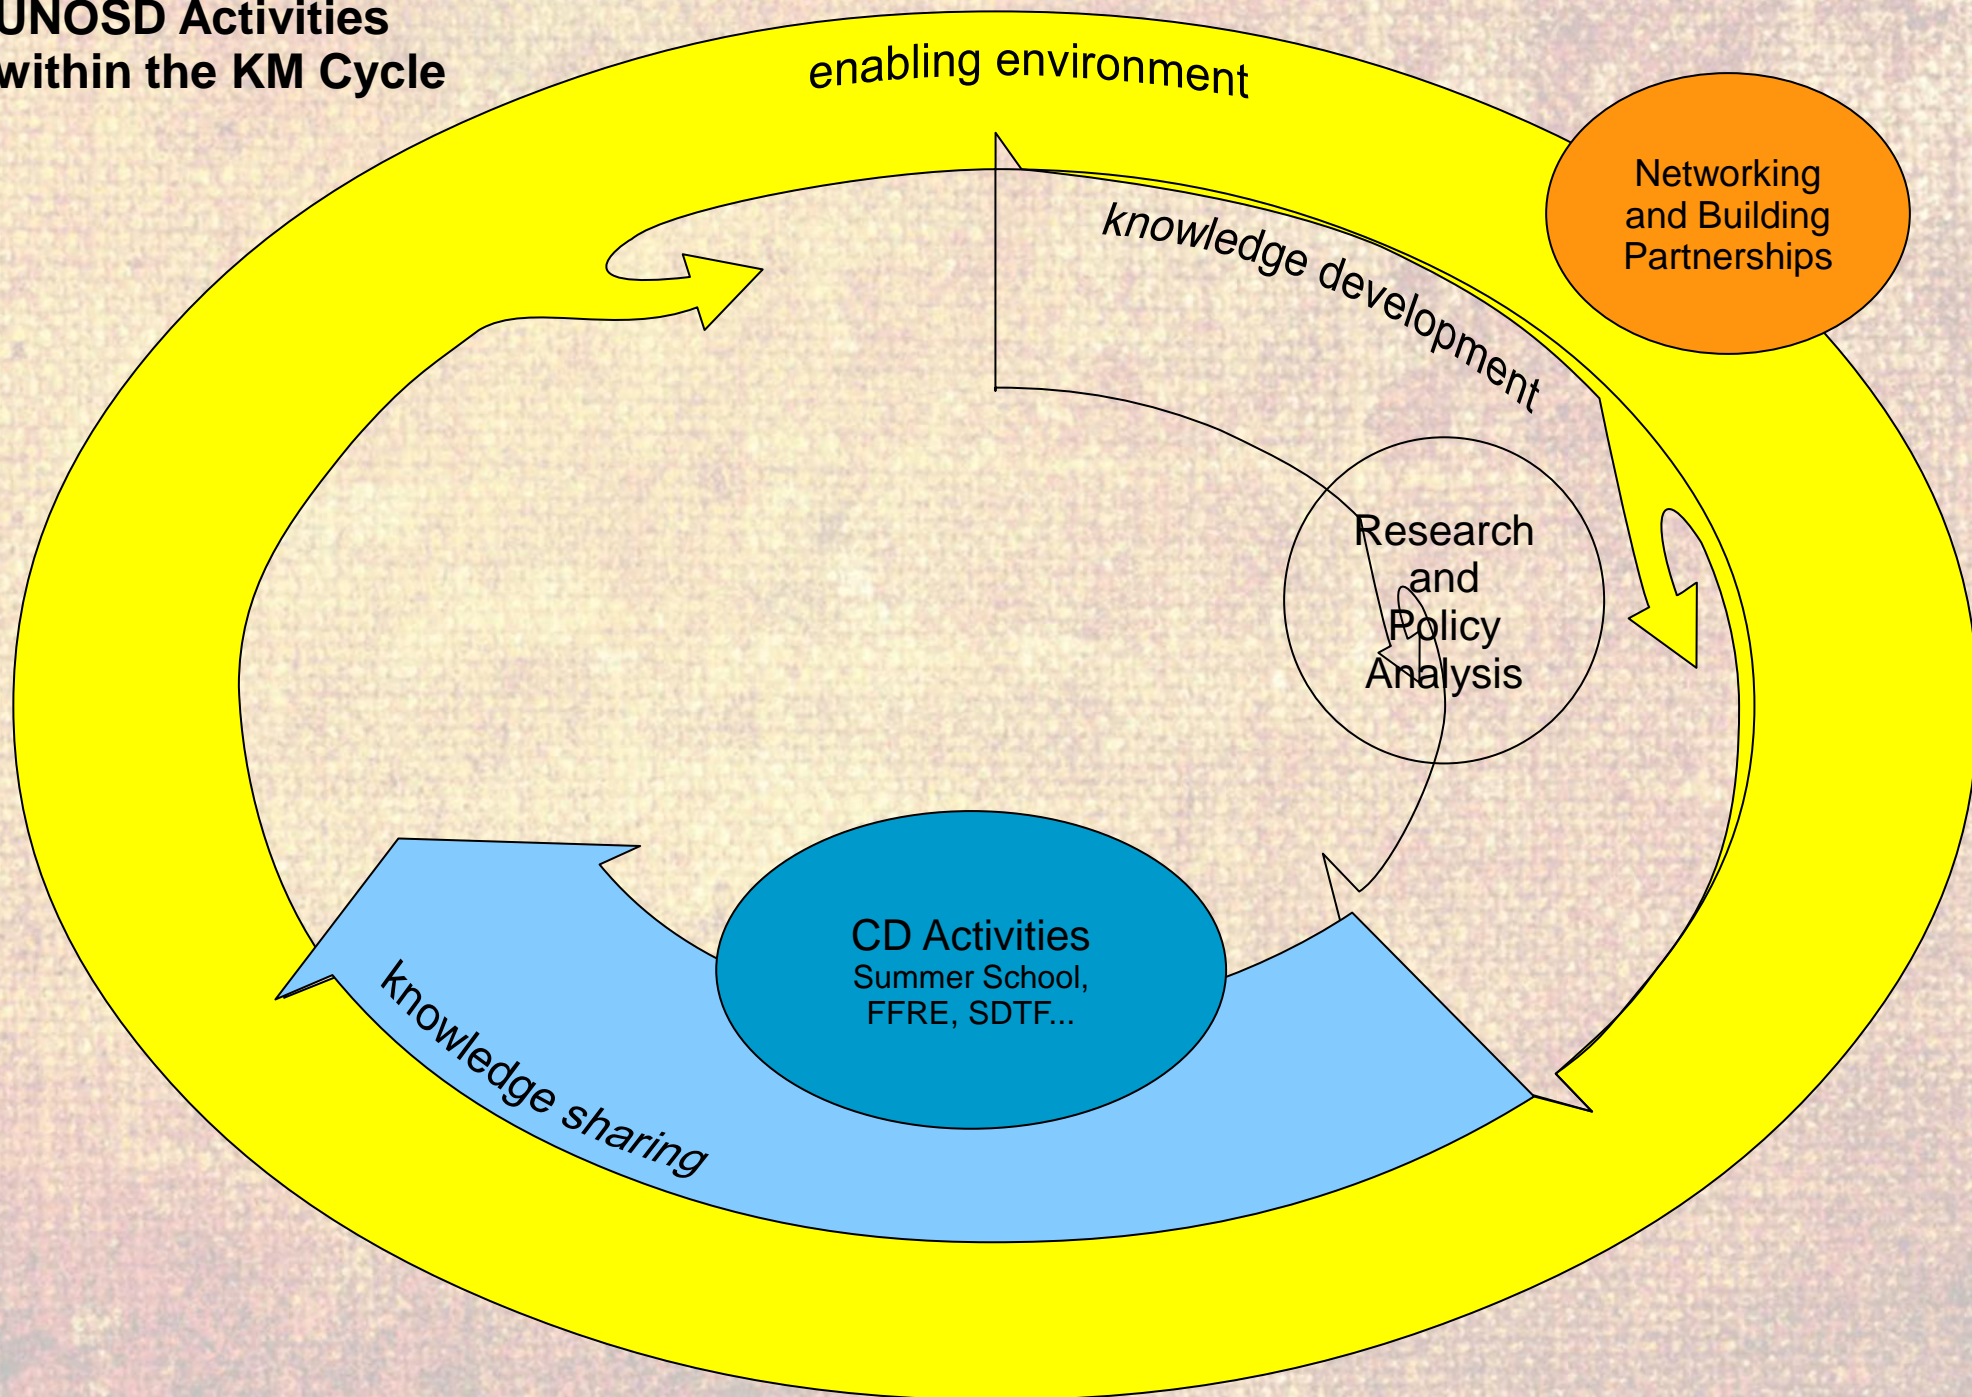 UNOSD Activities
within the KM Cycle
enabling environment
Networking
and Building
Partnerships
knowledge development
Research
and
Policy
Analysis
CD Activities
Summer School,
FFRE, SDTF...
knowledge sharing